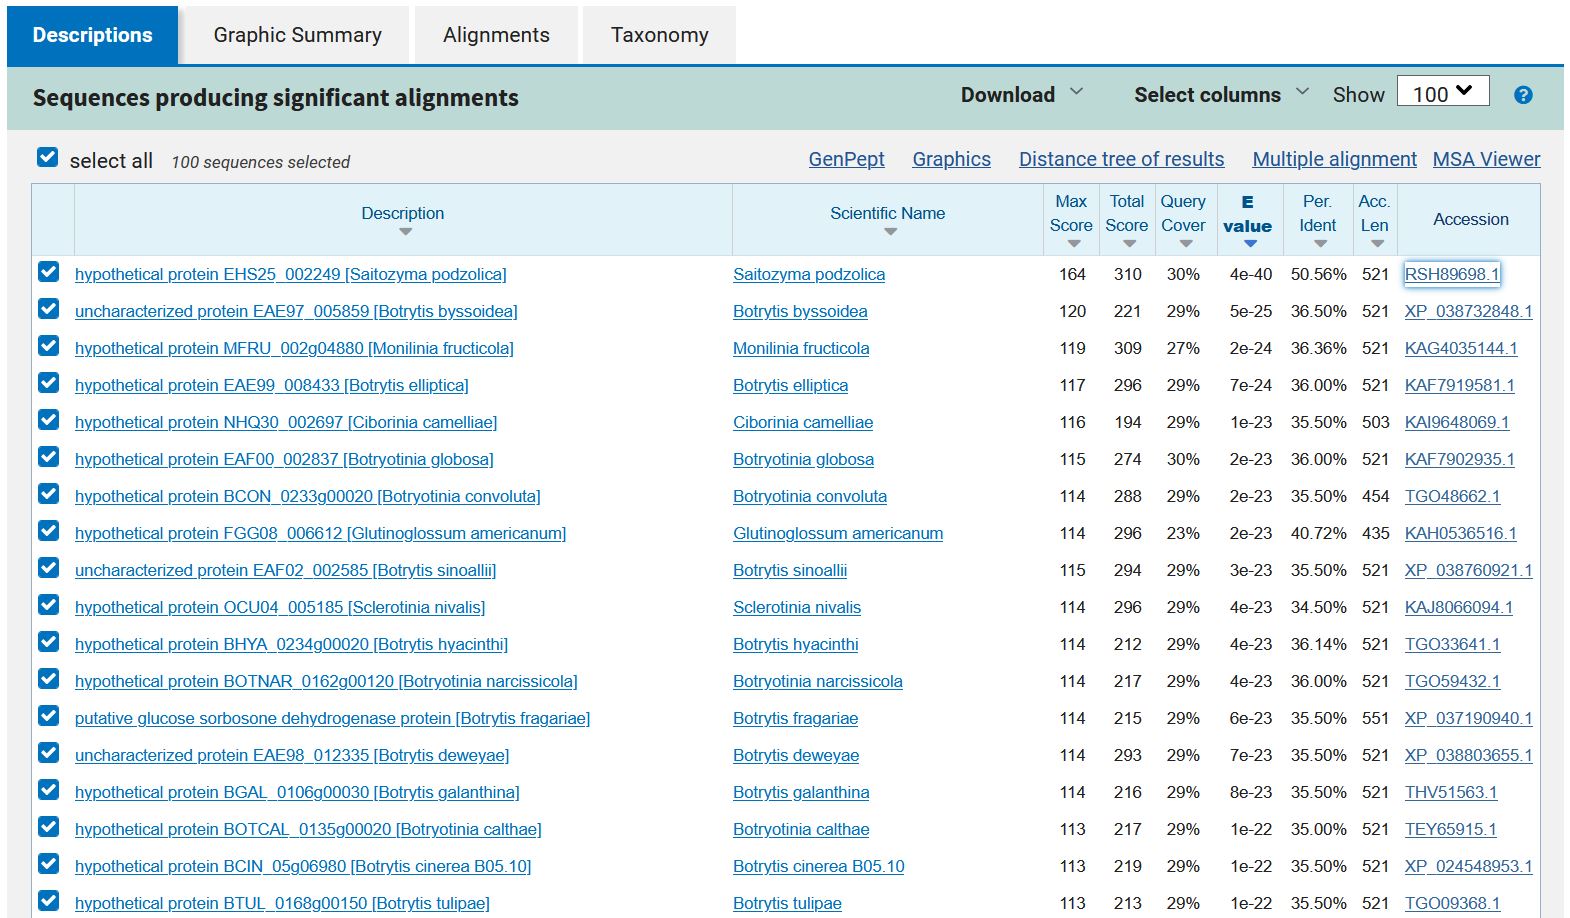 Descriptions Graphic Summary Alignments Taxonomy
Sequences producing significant alignments Download Select columns Show 100 ?
select all 100 sequences selected GenPept Graphics Distance tree of results Multiple alignment MSA Viewer
Description Scientific Name Max Score Total Score Query Cover E value Per. Ident Acc. Len Accession
hypothetical protein EHS25_002249 [Saitozyma podzolica] Saitozyma podzolica 164 310 30% 4e-40 50.56% 521 RSH89698.1
uncharacterized protein EAE97_005859 [Botrytis byssoidea] Botrytis byssoidea 120 221 29% 5e-25 36.50% 521 XP_038732848.1
hypothetical protein MFRU_002g04880 [Monilinia fructicola] Monilinia fructicola 119 309 27% 2e-24 36.36% 521 KAG4035144.1
hypothetical protein EAE99_008433 [Botrytis elliptica] Botrytis elliptica 117 296 29% 7e-24 36.00% 521 KAF7919581.1
hypothetical protein NHQ30_002697 [Ciborinia camelliae] Ciborinia camelliae 116 194 29% 1e-23 35.50% 503 KAI9648069.1
hypothetical protein EAF00_002837 [Botryotinia globosa] Botryotinia globosa 115 274 30% 2e-23 36.00% 521 KAF7902935.1
hypothetical protein BCON_0233g00020 [Botryotinia convoluta] Botryotinia convoluta 114 288 29% 2e-23 35.50% 454 TGO48662.1
hypothetical protein FGG08_006612 [Glutinoglossum americanum] Glutinoglossum americanum 114 296 23% 2e-23 40.72% 435 KAH0536516.1
uncharacterized protein EAF02_002585 [Botrytis sinoallii] Botrytis sinoallii 115 294 29% 3e-23 35.50% 521 XP_038760921.1
hypothetical protein OCU04_005185 [Sclerotinia nivalis] Sclerotinia nivalis 114 296 29% 4e-23 34.50% 521 KAJ8066094.1
hypothetical protein BHYA_0234g00020 [Botrytis hyacinthi] Botrytis hyacinthi 114 212 29% 4e-23 36.14% 521 TGO33641.1
hypothetical protein BOTNAR_0162g00120 [Botryotinia narcissicola] Botryotinia narcissicola 114 217 29% 4e-23 36.00% 521 TGO59432.1
putative glucose sorbosone dehydrogenase protein [Botrytis fragariae] Botrytis fragariae 114 215 29% 6e-23 35.50% 551 XP_037190940.1
uncharacterized protein EAE98_012335 [Botrytis deweyae] Botrytis deweyae 114 293 29% 7e-23 35.50% 521 XP_038803655.1
hypothetical protein BGAL_0106g00030 [Botrytis galanthina] Botrytis galanthina 114 216 29% 8e-23 35.50% 521 THV51563.1
hypothetical protein BOTCAL_0135g00020 [Botryotinia calthae] Botryotinia calthae 113 217 29% 1e-22 35.00% 521 TEY65915.1
hypothetical protein BCIN_05g06980 [Botrytis cinerea B05.10] Botrytis cinerea B05.10 113 219 29% 1e-22 35.50% 521 XP_024548953.1
hypothetical protein BTUL_0168g00150 [Botrytis tulipae] Botrytis tulipae 113 213 29% 1e-22 35.50% 521 TGO09368.1